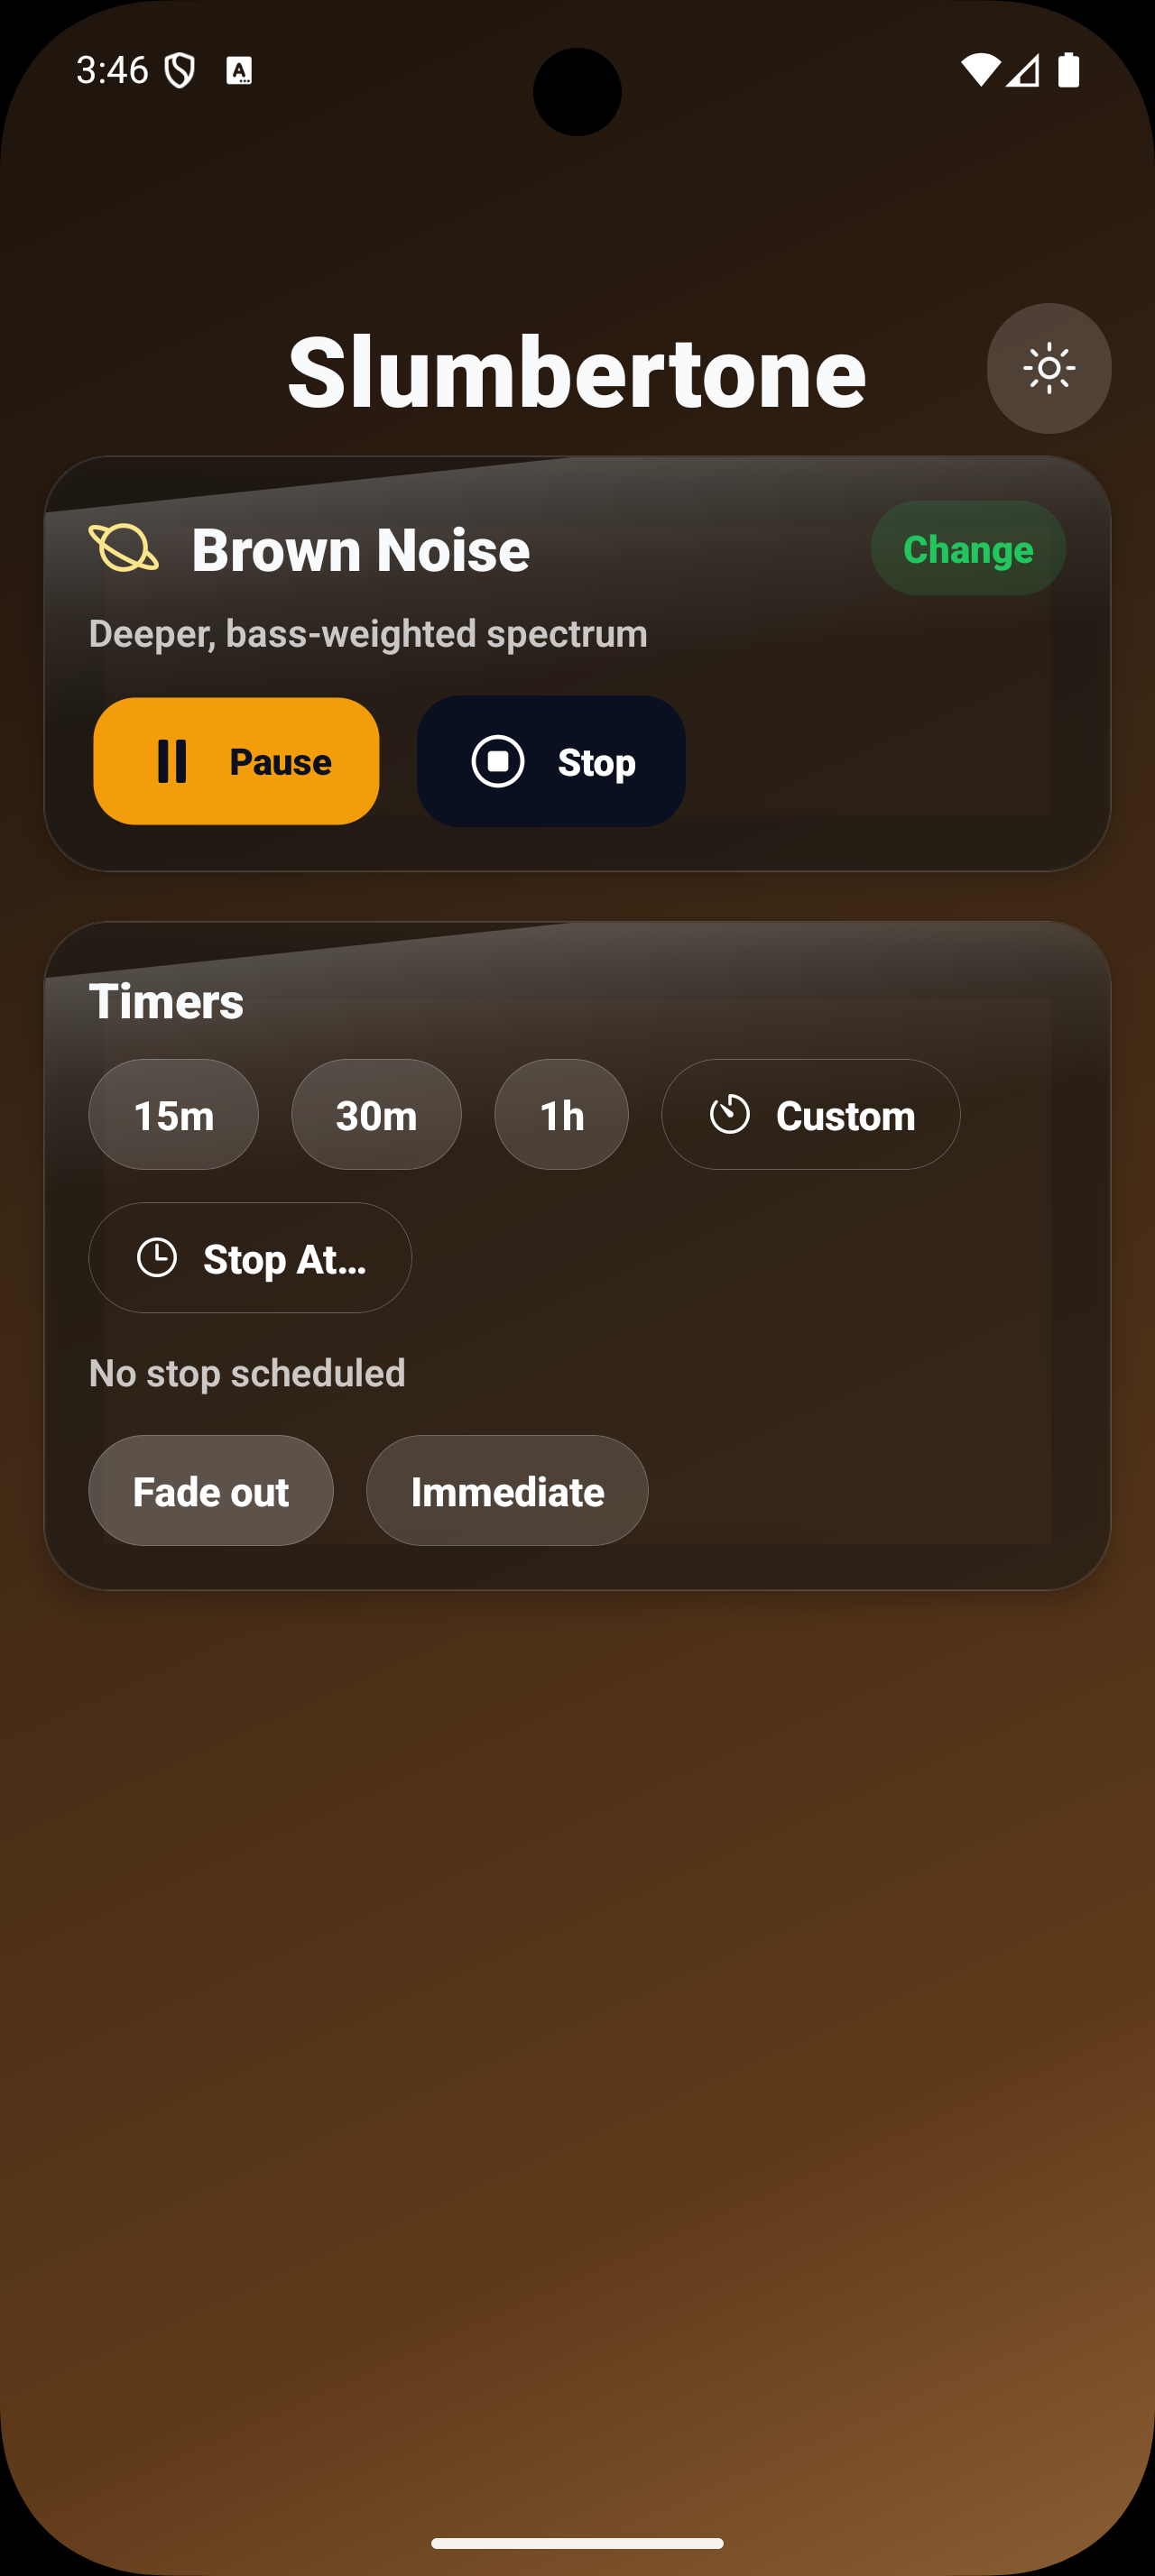 3:46
Slumbertone
Brown Noise
Change
Deeper, bass-weighted spectrum
Pause
Stop
Timers
15m
30m
1h
Custom
Stop At...
No stop scheduled
Fade out
Immediate